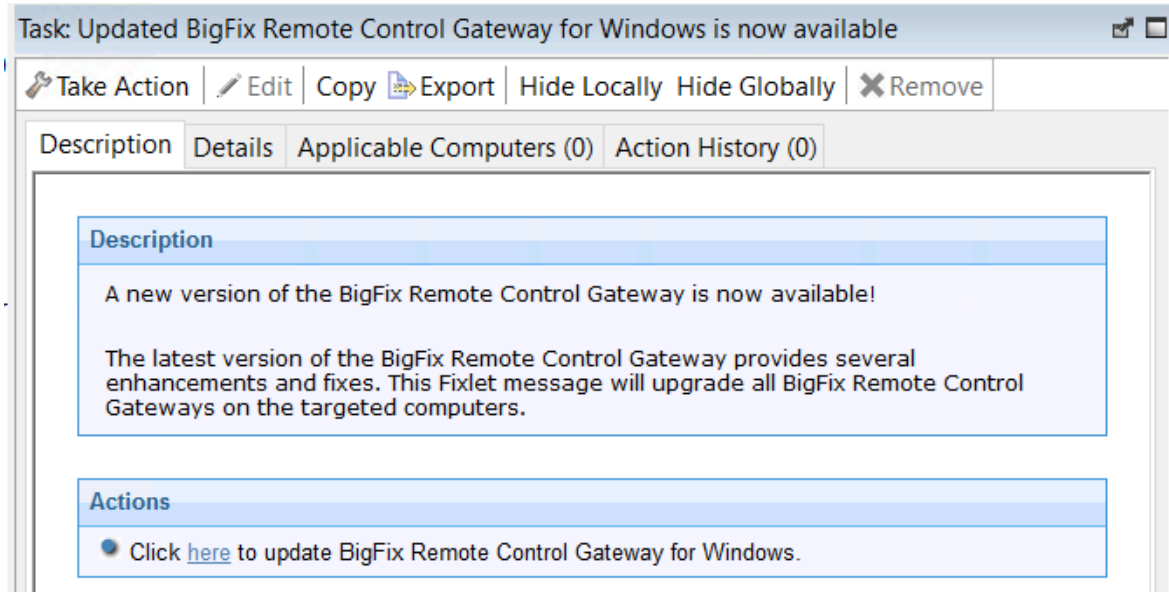 Task: Updated BigFix Remote Control Gateway for Windows is now available
Take Action Edit Copy Export Hide Locally Hide Globally Remove
Description Details Applicable Computers (0) Action History (0)
Description
A new version of the BigFix Remote Control Gateway is now available!
The latest version of the BigFix Remote Control Gateway provides several
enhancements and fixes. This Fixlet message will upgrade all BigFix Remote Control
Gateways on the targeted computers.
Actions
Click here to update BigFix Remote Control Gateway for Windows.